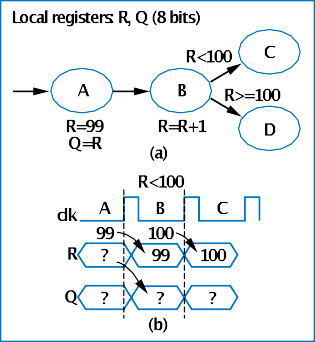 Local registers: R, Q (8 bits)
R<100
C
A
B
R>=100
D
R=99
Q=R
R=R+1
(a)
R<100
A
B
C
clk
99
100
R
?
99
100
Q
?
?
?
(b)